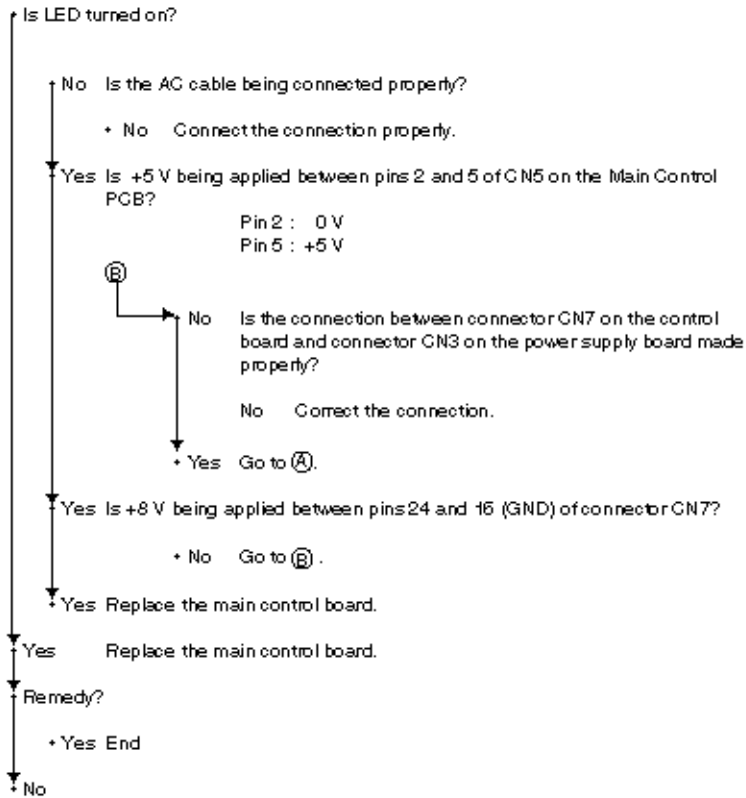 Is LED turned on?
No Is the AC cable being connected properly?
No Connect the connection properly.
Yes Is +5 V being applied between pins 2 and 5 of CN5 on the Main Control
PCB?
Pin 2 : 0 V
Pin 5 : +5 V
B
No Is the connection between connector CN7 on the control
board and connector CN3 on the power supply board made
properly?
No Correct the connection.
Yes Go to A.
Yes Is +8 V being applied between pins 24 and 16 (GND) of connector CN7?
No Go to B .
Yes Replace the main control board.
Yes Replace the main control board.
Remedy?
Yes End
No